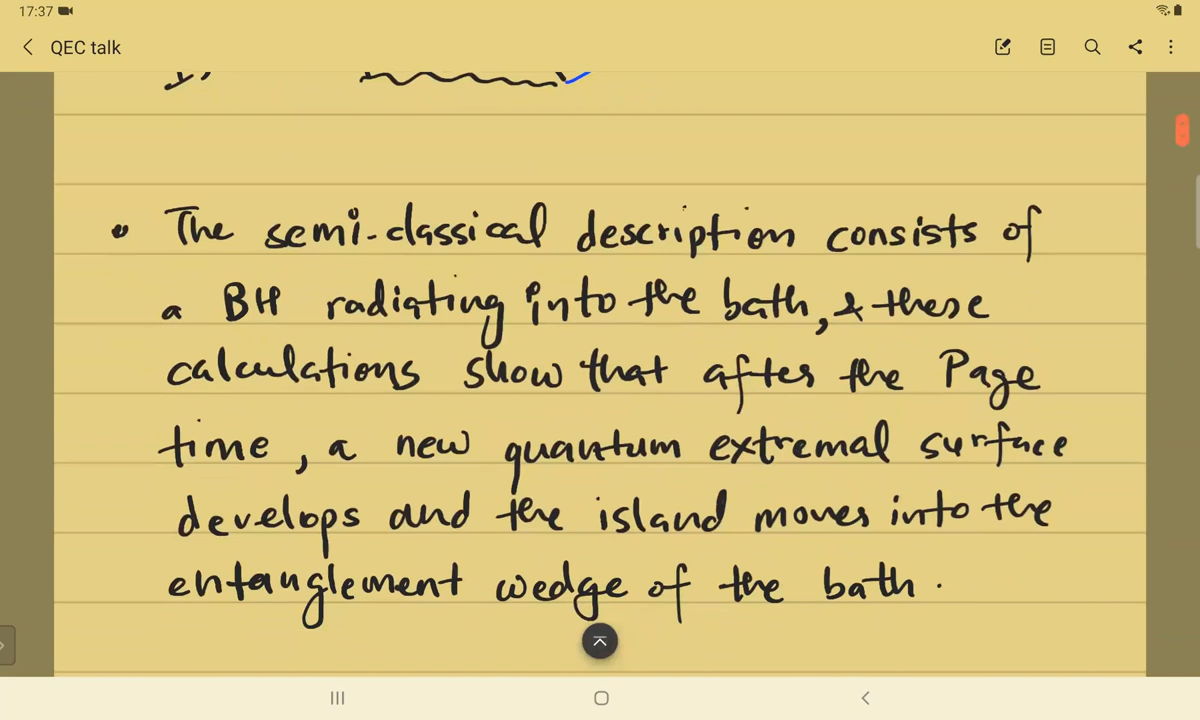 17:37
QEC talk
• The semi-classical description consists of
a BH radiating into the bath, & these
calculations show that after the Page
time, a new quantum extremal surface
develops and the island moves into the
entanglement wedge of the bath.